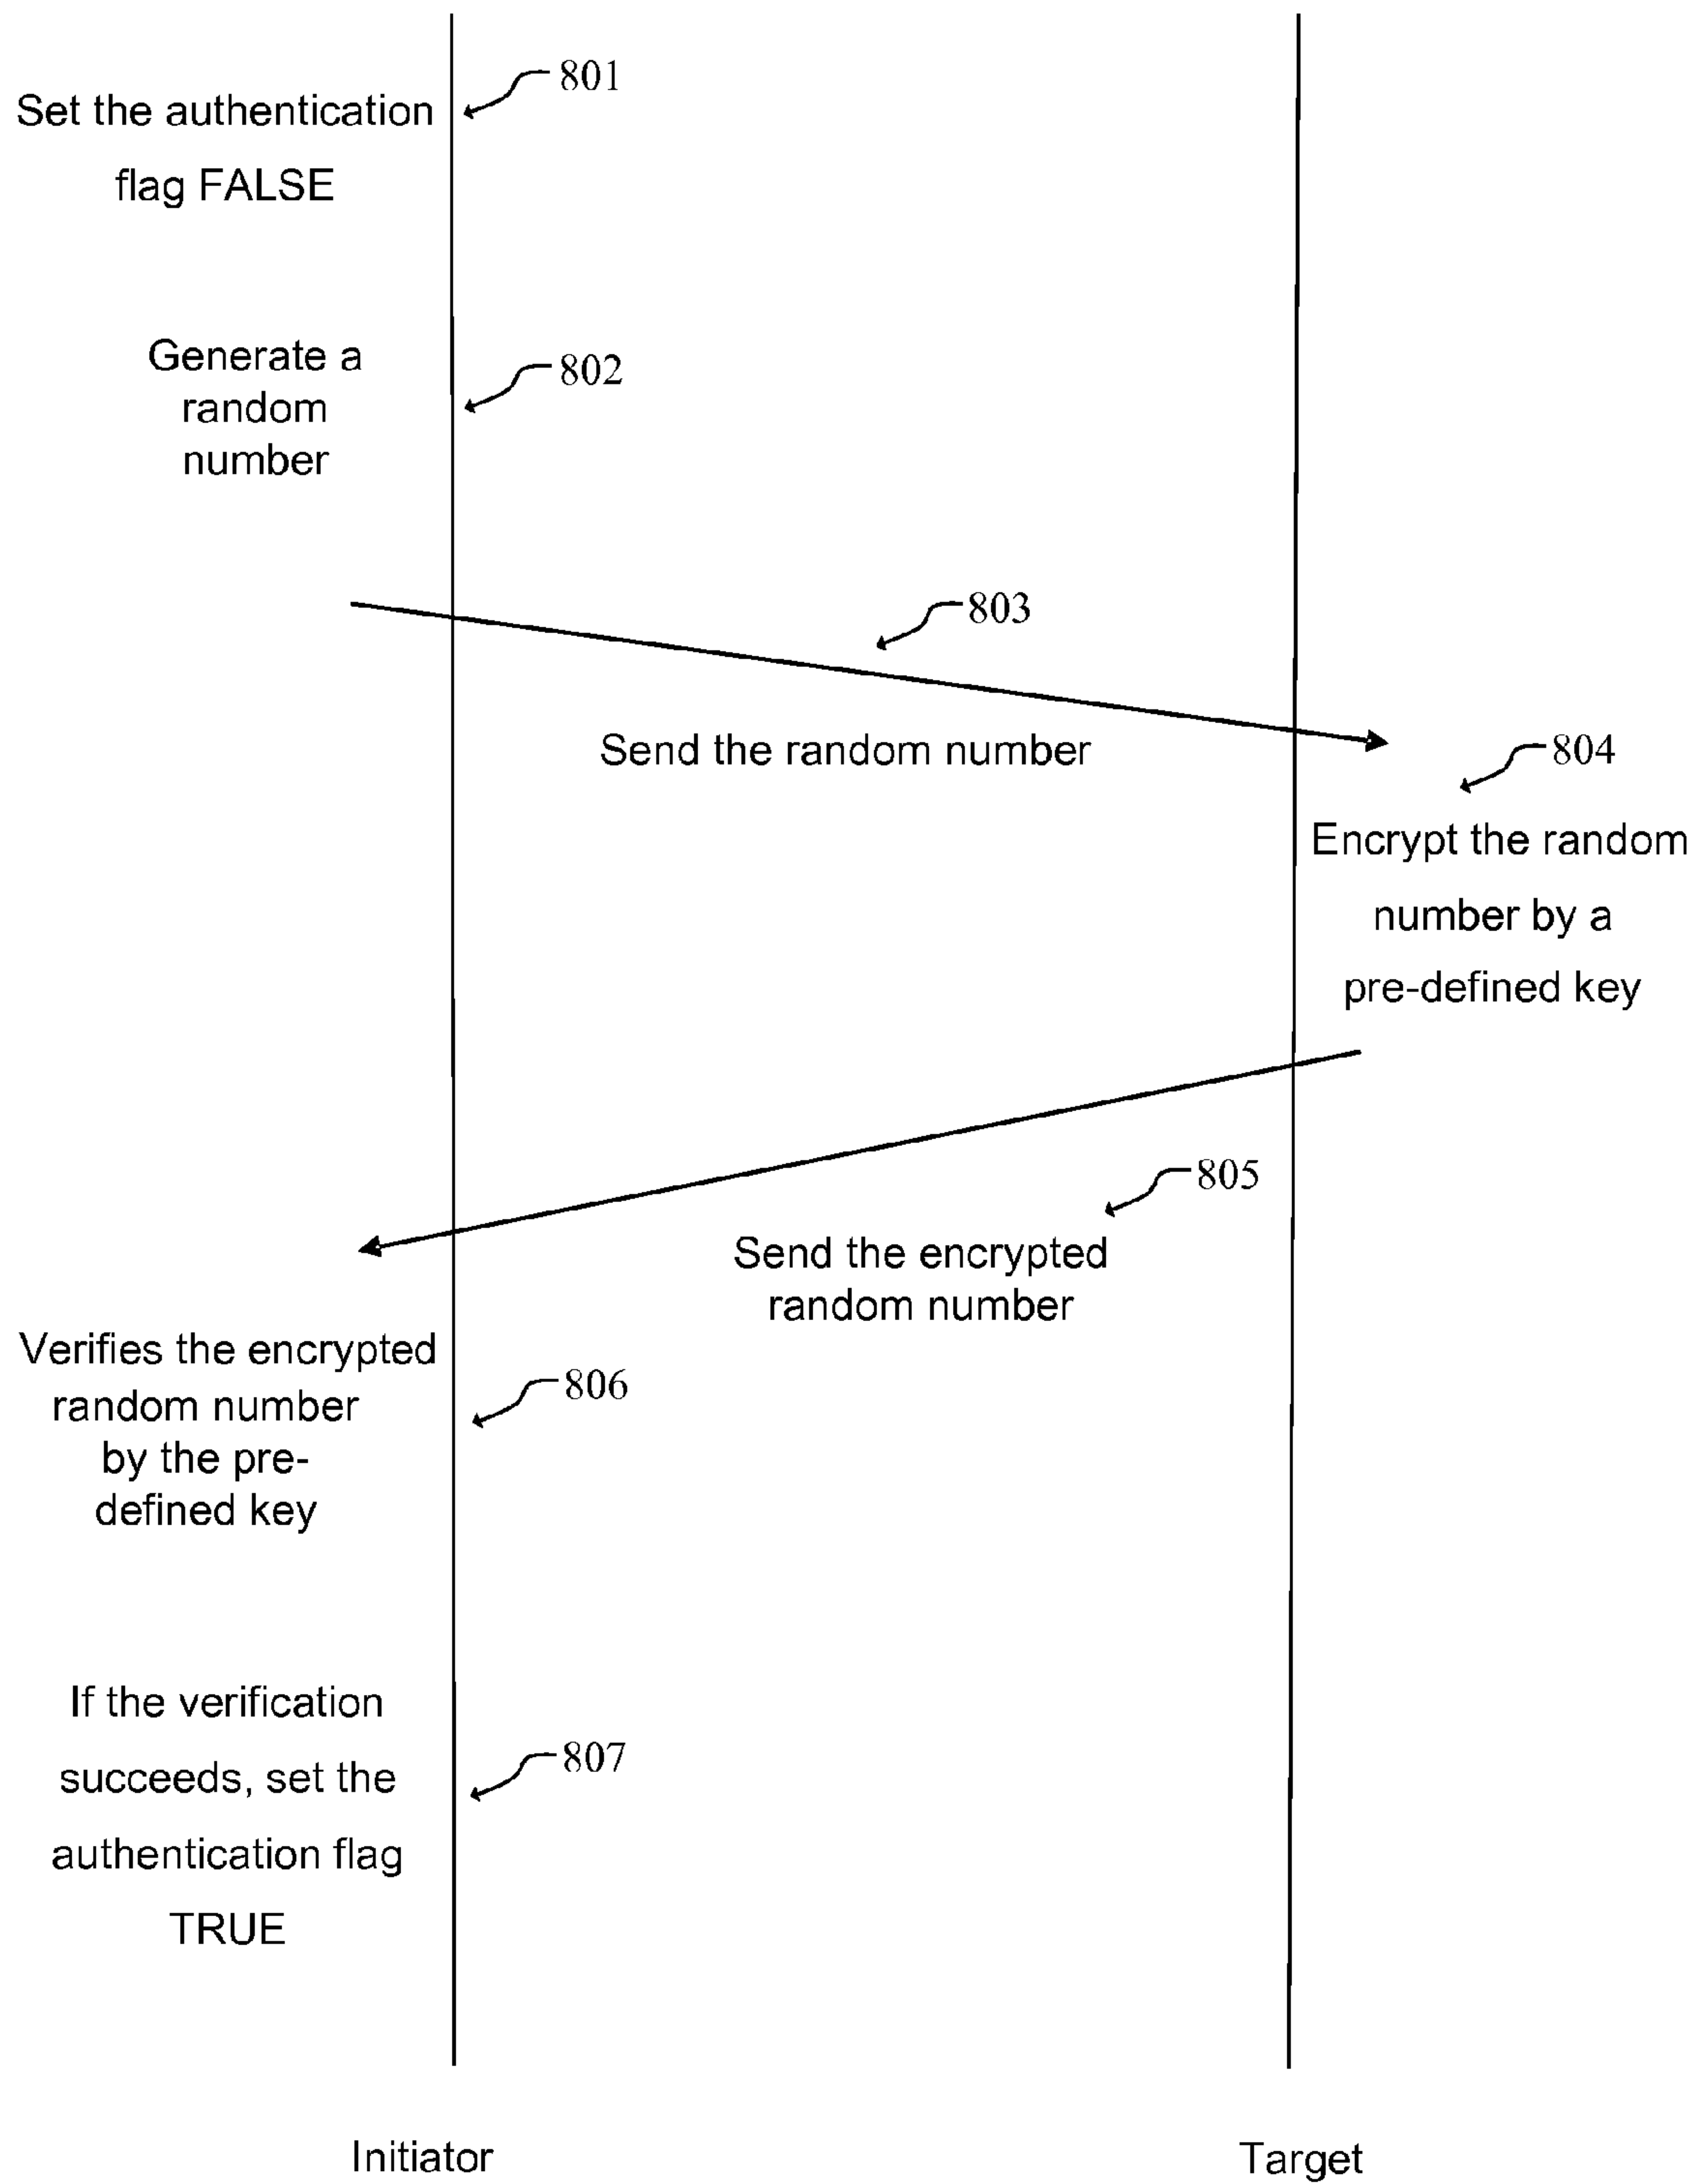 801
Set the authentication
flag FALSE
Generate a
random
number
802
803
Send the random number
804
Encrypt the random
number by a
pre-defined key
805
Send the encrypted
random number
Verifies the encrypted
random number
by the pre-
defined key
806
If the verification
succeeds, set the
authentication flag
TRUE
807
Initiator
Target